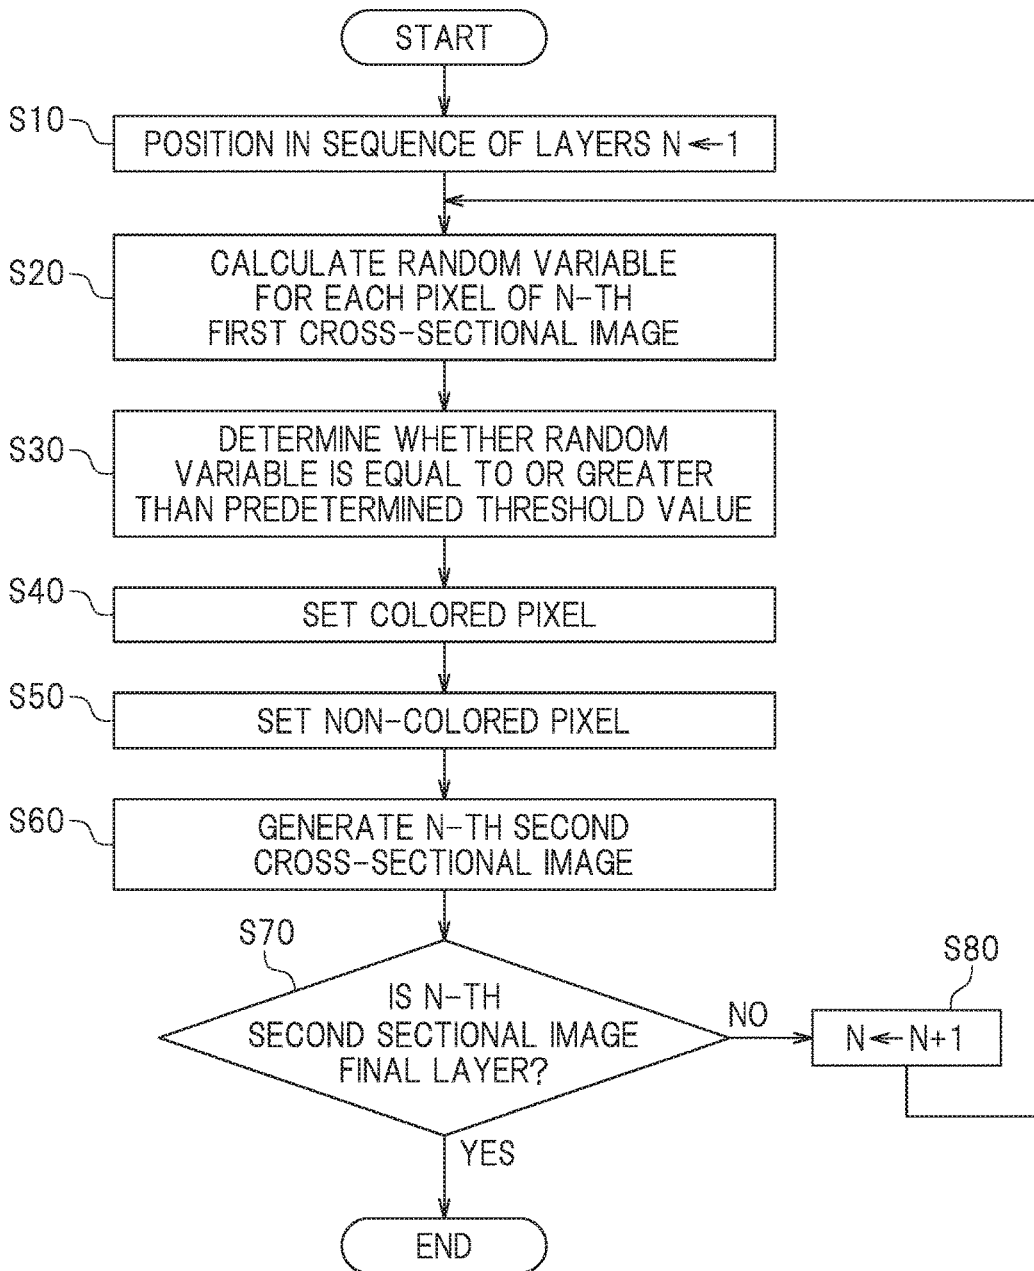 START
S10
POSITION IN SEQUENCE OF LAYERS N ← 1
S20
CALCULATE RANDOM VARIABLE
FOR EACH PIXEL OF N-TH
FIRST CROSS-SECTIONAL IMAGE
S30
DETERMINE WHETHER RANDOM
VARIABLE IS EQUAL TO OR GREATER
THAN PREDETERMINED THRESHOLD VALUE
S40
SET COLORED PIXEL
S50
SET NON-COLORED PIXEL
S60
GENERATE N-TH SECOND
CROSS-SECTIONAL IMAGE
S70
IS N-TH
SECOND SECTIONAL IMAGE
FINAL LAYER?
NO
S80
N ← N+1
YES
END